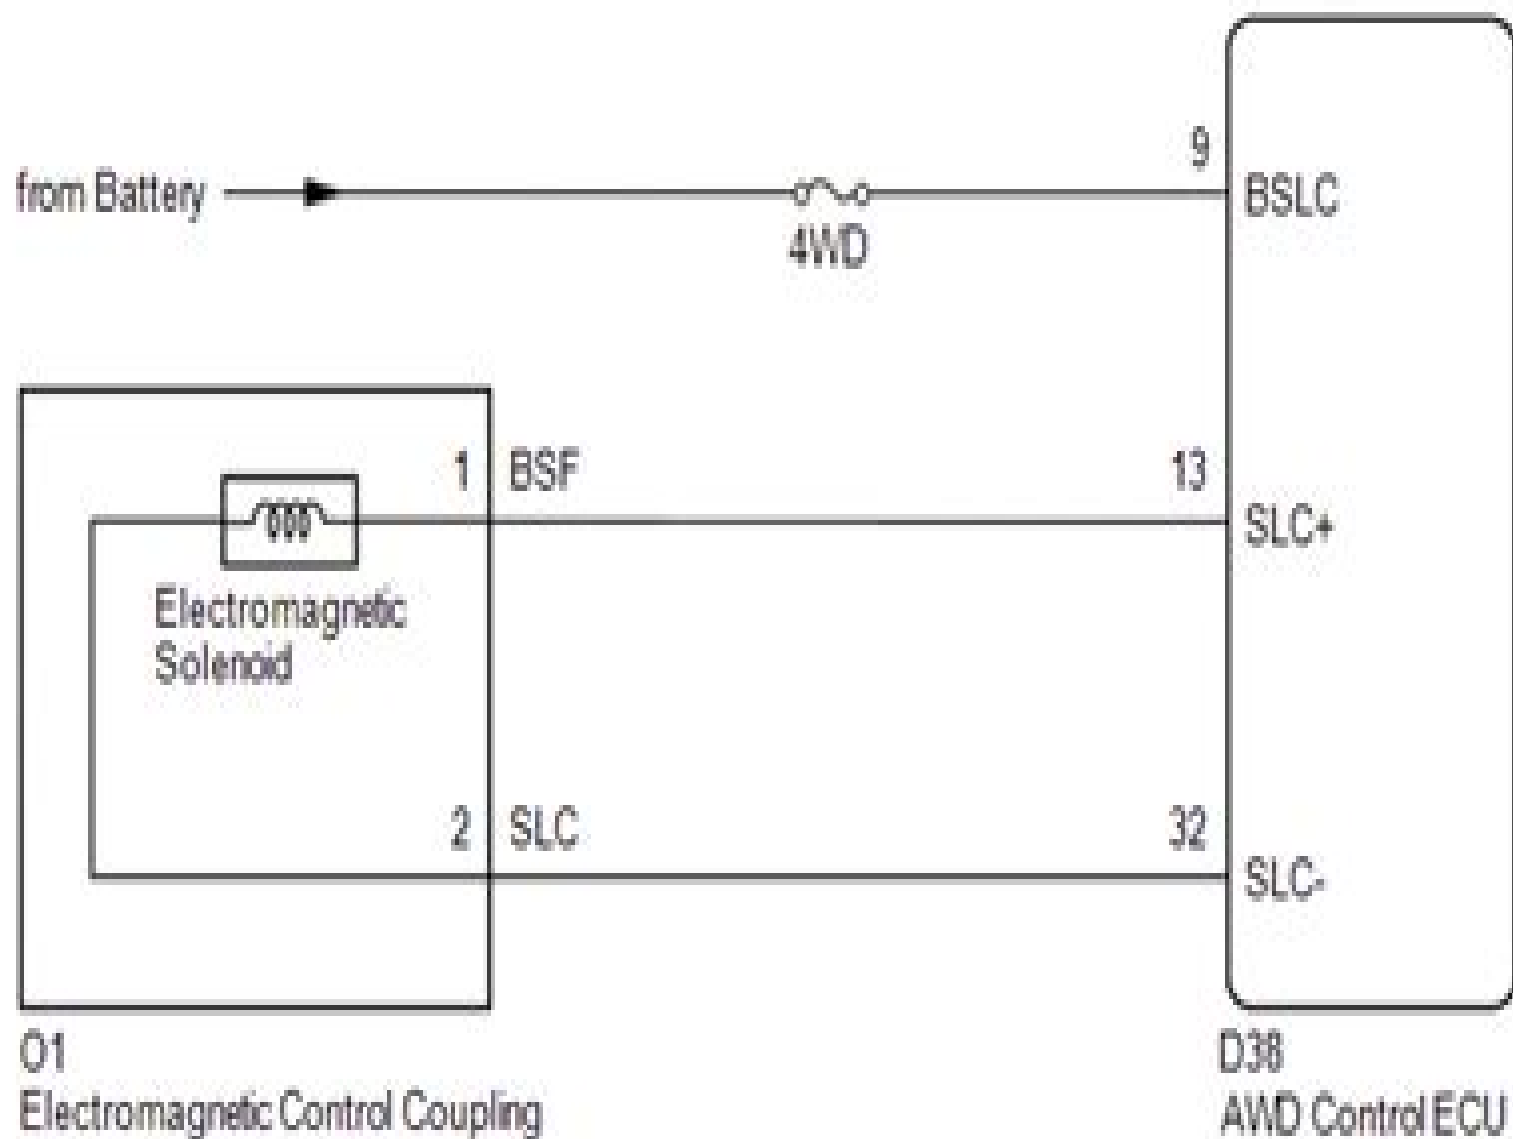 9
from Battery
BSLC
4WD
1
BSF
13
SLC+
Electromagnetic
Solenoid
2
SLC
32
SLC-
O1
D38
Electromagnetic Control Coupling
AWD Control ECU